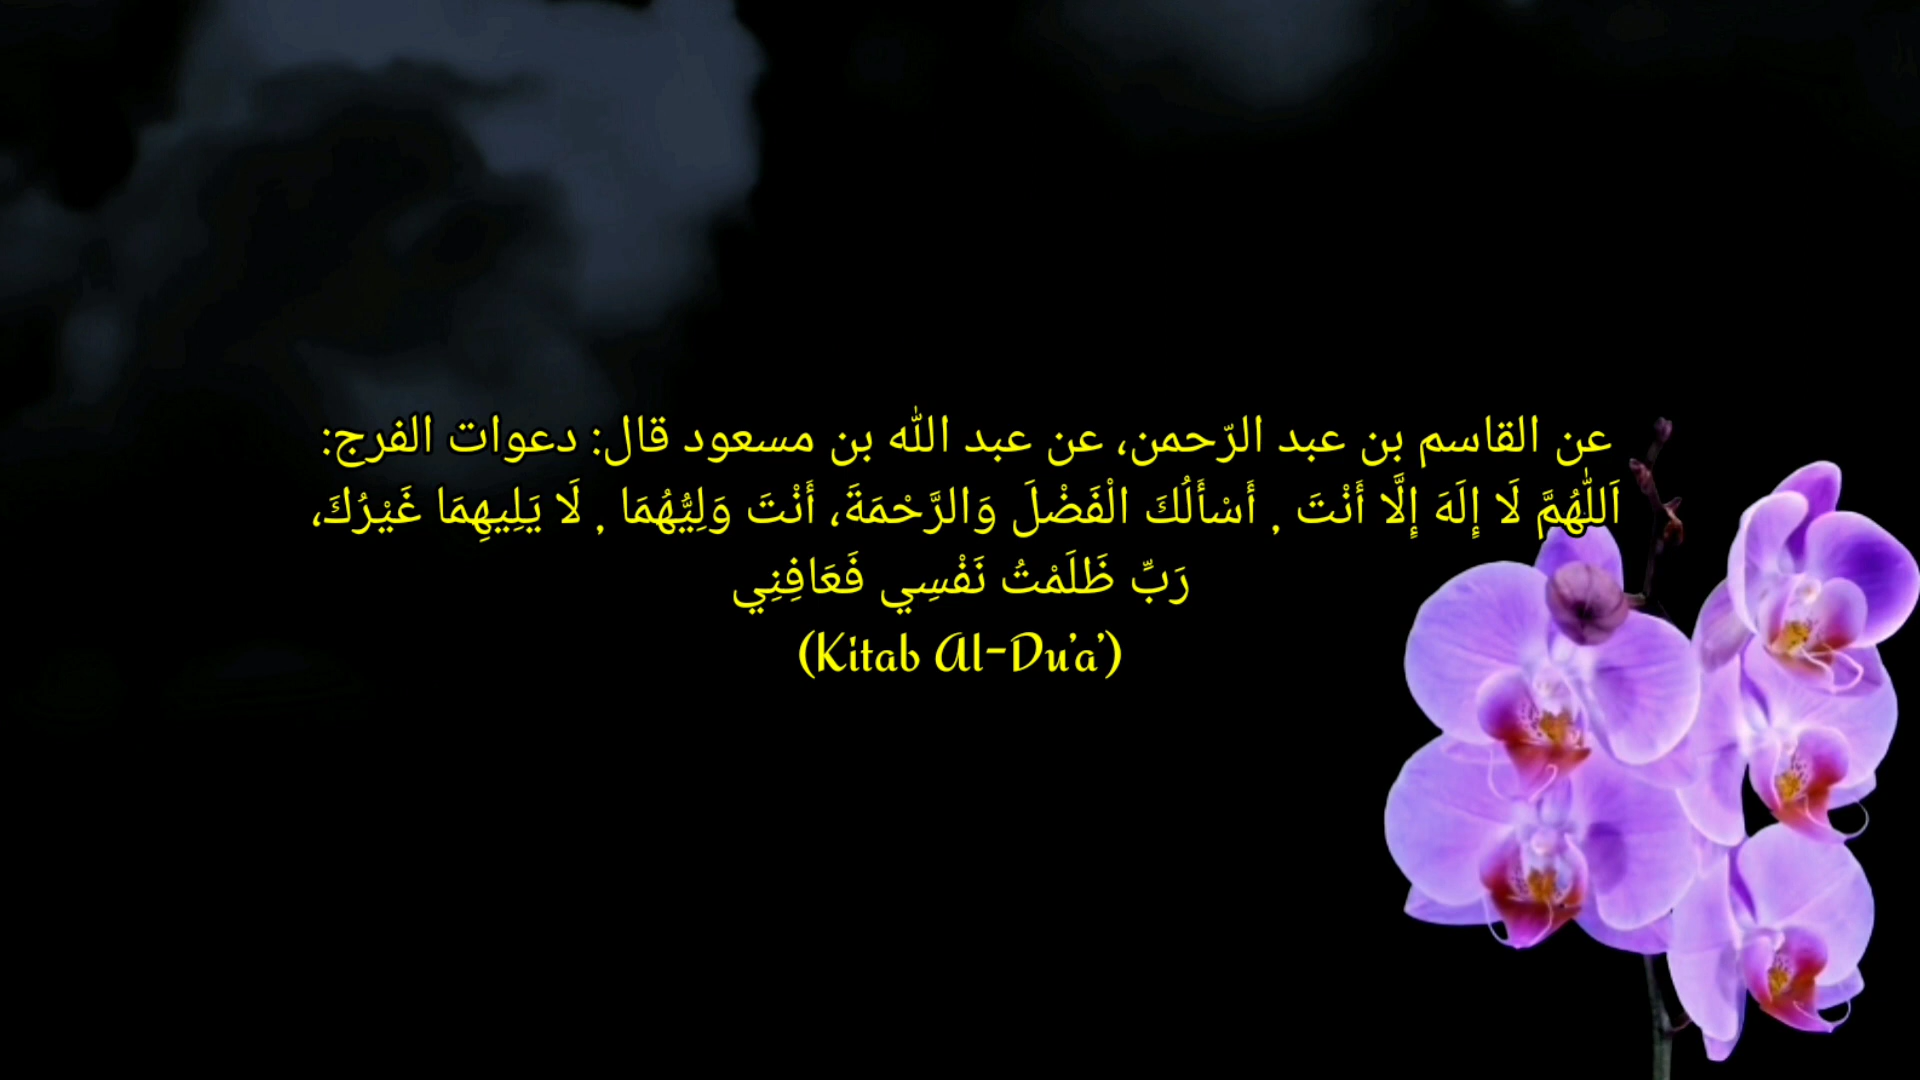 عن القاسم بن عبد الرّحمن، عن عبد الله بن مسعود قال: دعوات الفرج:
اَللّٰهُمَّ لَا إِلَهَ إِلَّا أَنْتَ , أَسْأَلُكَ الْفَضْلَ وَالرَّحْمَةَ، أَنْتَ وَلِيُّهُمَا , لَا يَلِيهِمَا غَيْرُكَ،
رَبِّ ظَلَمْتُ نَفْسِي فَعَافِنِي
(Kitab Al-Du'a')